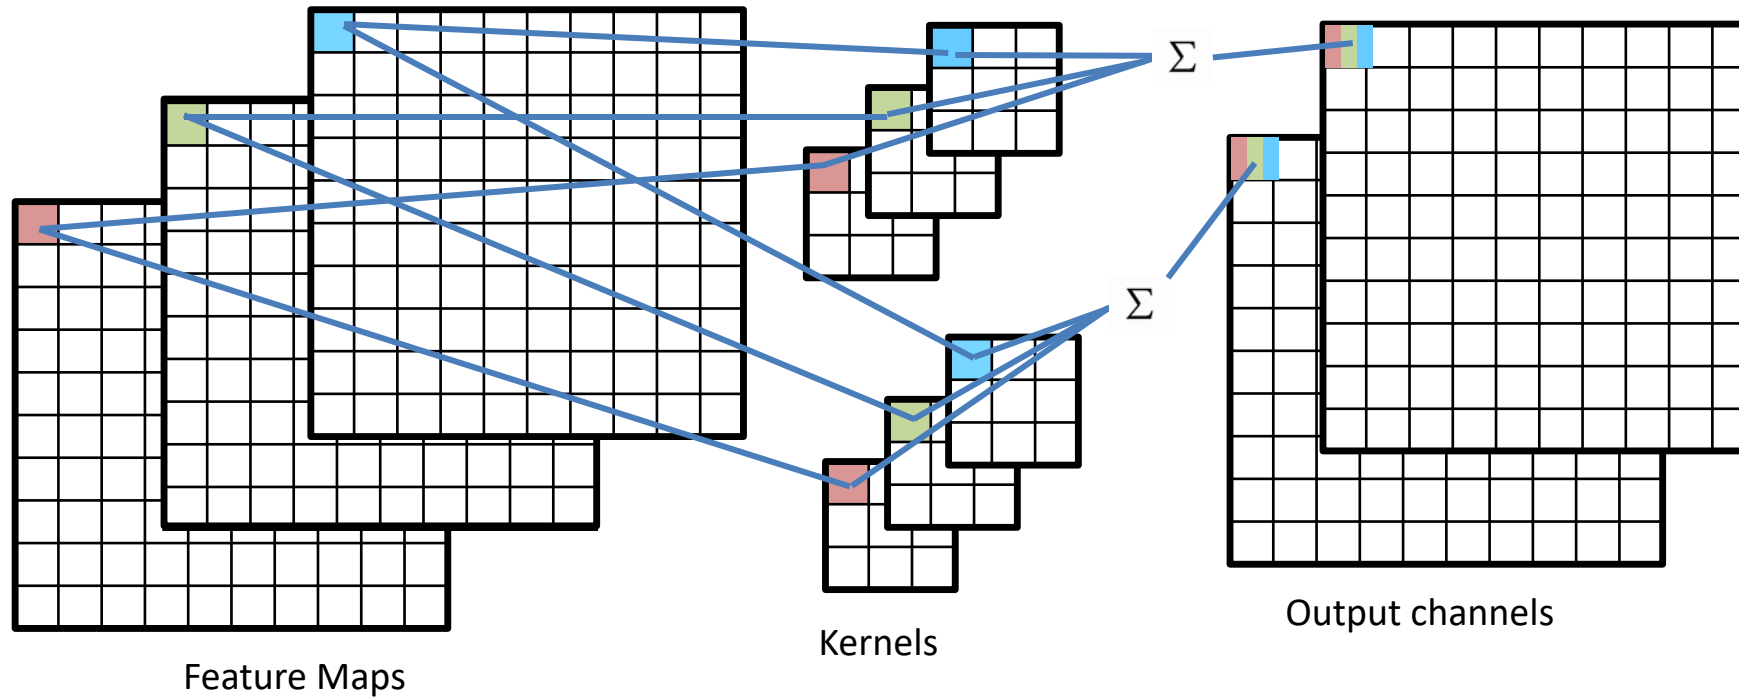 Σ
Σ
Output channels
Kernels
Feature Maps